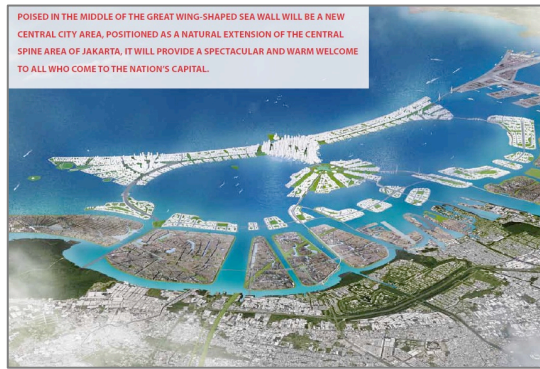 POISED IN THE MIDDLE OF THE GREAT WING-SHAPED SEA WALL WILL BE A NEW
CENTRAL CITY AREA, POSITIONED AS A NATURAL EXTENSION OF THE CENTRAL
SPINE AREA OF JAKARTA, IT WILL PROVIDE A SPECTACULAR AND WARM WELCOME
TO ALL WHO COME TO THE NATION'S CAPITAL.